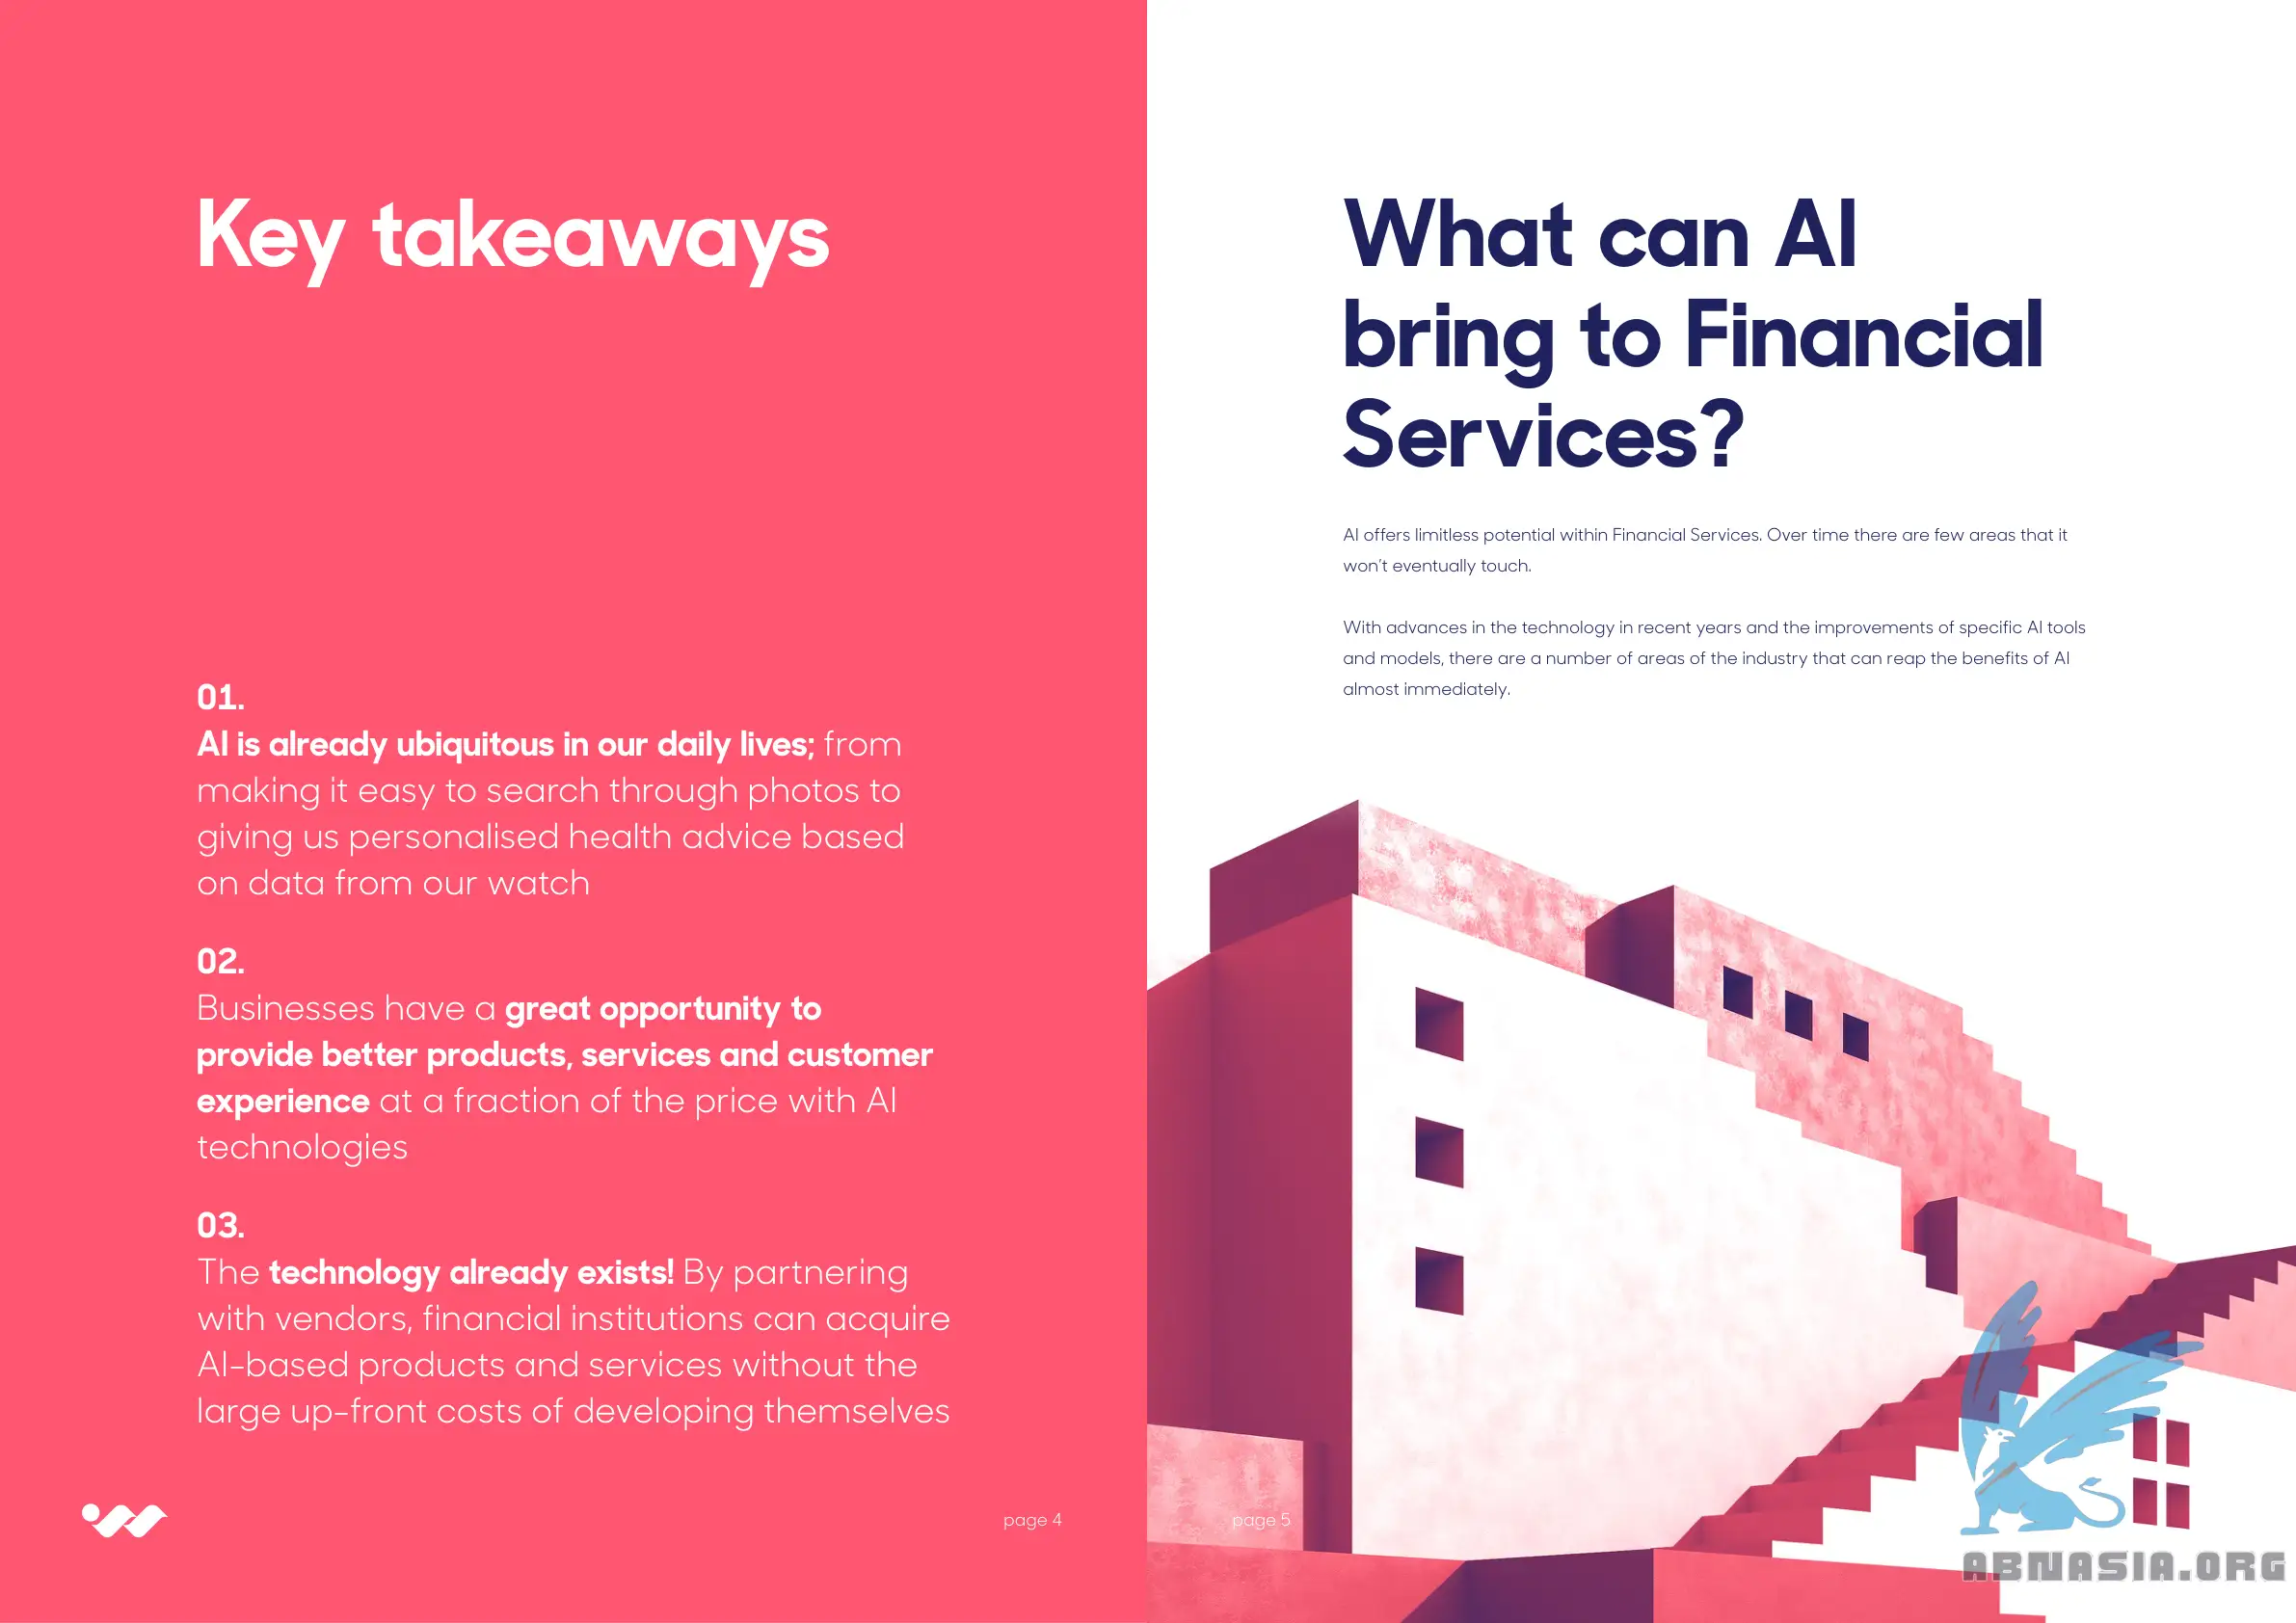 Key takeaways
01.
AI is already ubiquitous in our daily lives; from
making it easy to search through photos to
giving us personalised health advice based
on data from our watch
02.
Businesses have a great opportunity to
provide better products, services and customer
experience at a fraction of the price with AI
technologies
03.
The technology already exists! By partnering
with vendors, financial institutions can acquire
AI-based products and services without the
large up-front costs of developing themselves
page 4
What can AI
bring to Financial
Services?
AI offers limitless potential within Financial Services. Over time there are few areas that it
won't eventually touch.
With advances in the technology in recent years and the improvements of specific AI tools
and models, there are a number of areas of the industry that can reap the benefits of AI
almost immediately.
page 5
ABNASIA.ORG